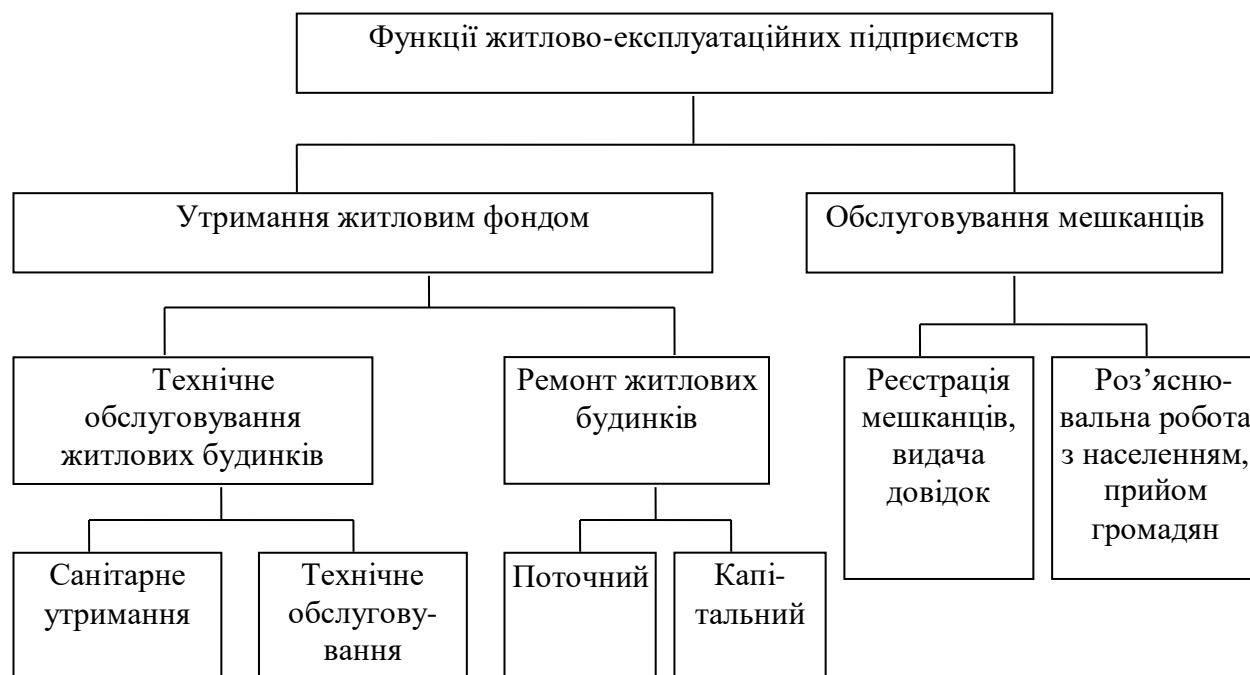 Функції житлово-експлуатаційних підприємств
Утримання житловим фондом
Обслуговування мешканців
Технічне
обслуговування
житлових будинків
Ремонт житлових
будинків
Реєстрація
мешканців,
видача
довідок
Роз’ясню-
вальна робота
з населенням,
прийом
громадян
Санітарне
утримання
Технічне
обслугову-
вання
Поточний
Капі-
тальний